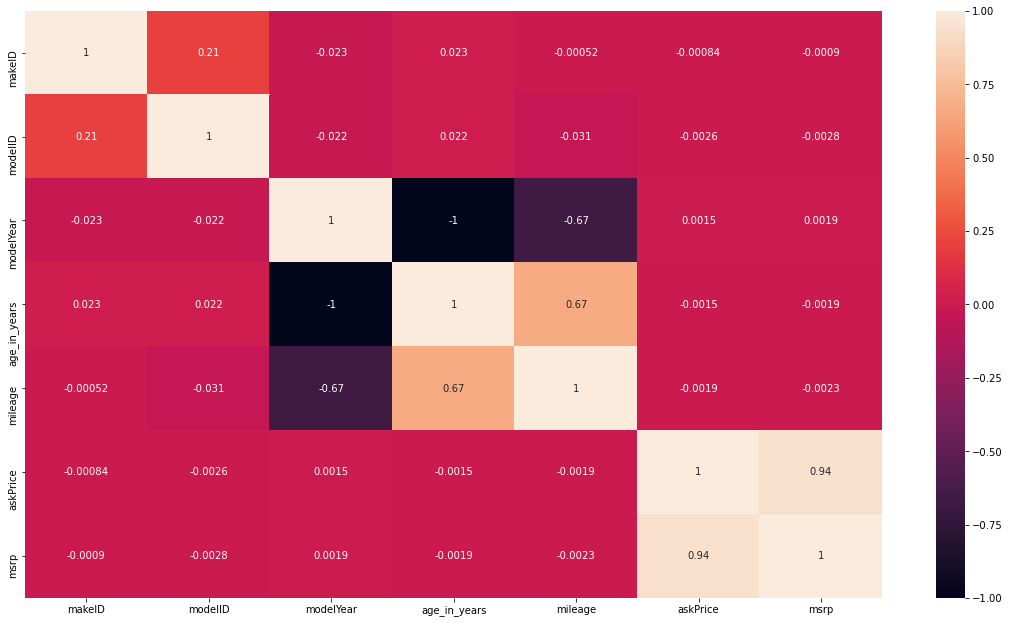 makeID 1 0.21 -0.023 0.023 -0.00052 -0.00084 -0.0009
modelID 0.21 1 -0.022 0.022 -0.031 -0.0026 -0.0028
modelYear -0.023 -0.022 1 -1 -0.67 0.0015 0.0019
age_in_years 0.023 0.022 -1 1 0.67 -0.0015 -0.0019
mileage -0.00052 -0.031 -0.67 0.67 1 -0.0019 -0.0023
askPrice -0.00084 -0.0026 0.0015 -0.0015 -0.0019 1 0.94
msrp -0.0009 -0.0028 0.0019 -0.0019 -0.0023 0.94 1
makeID modelID modelYear age_in_years mileage askPrice msrp
1.00
0.75
0.50
0.25
0.00
−0.25
−0.50
−0.75
−1.00